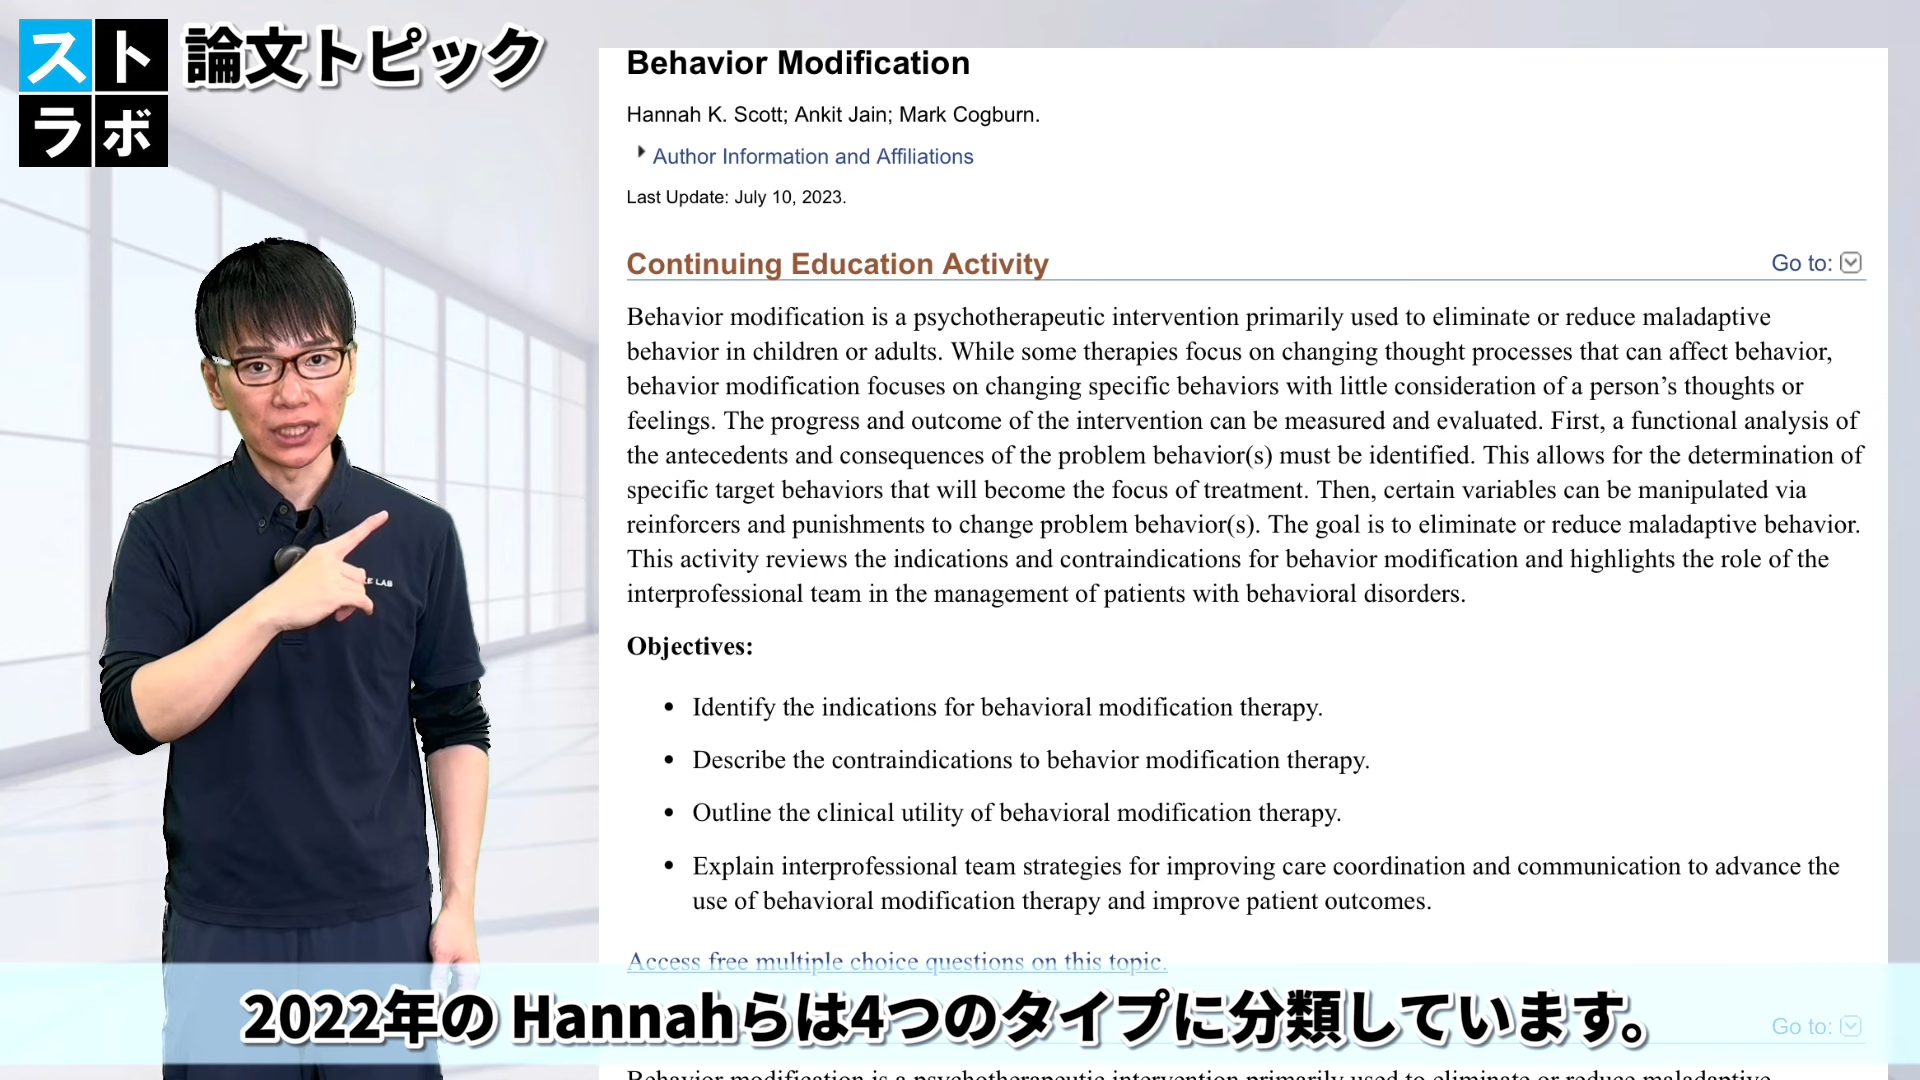 スト
ラボ
論文トピック
Behavior Modification
Hannah K. Scott; Ankit Jain; Mark Cogburn.
Author Information and Affiliations
Last Update: July 10, 2023.
Continuing Education Activity
Go to:
Behavior modification is a psychotherapeutic intervention primarily used to eliminate or reduce maladaptive
behavior in children or adults. While some therapies focus on changing thought processes that can affect behavior,
behavior modification focuses on changing specific behaviors with little consideration of a person’s thoughts or
feelings. The progress and outcome of the intervention can be measured and evaluated. First, a functional analysis of
the antecedents and consequences of the problem behavior(s) must be identified. This allows for the determination of
specific target behaviors that will become the focus of treatment. Then, certain variables can be manipulated via
reinforcers and punishments to change problem behavior(s). The goal is to eliminate or reduce maladaptive behavior.
This activity reviews the indications and contraindications for behavior modification and highlights the role of the
interprofessional team in the management of patients with behavioral disorders.
Objectives:
• Identify the indications for behavioral modification therapy.
• Describe the contraindications to behavior modification therapy.
• Outline the clinical utility of behavioral modification therapy.
• Explain interprofessional team strategies for improving care coordination and communication to advance the
use of behavioral modification therapy and improve patient outcomes.
Access free multiple choice questions on this topic.
2022年の Hannahらは4つのタイプに分類しています。
Go to:
Behavior modification is a psychotherapeutic intervention primarily used to eliminate or reduce maladaptive
LAB